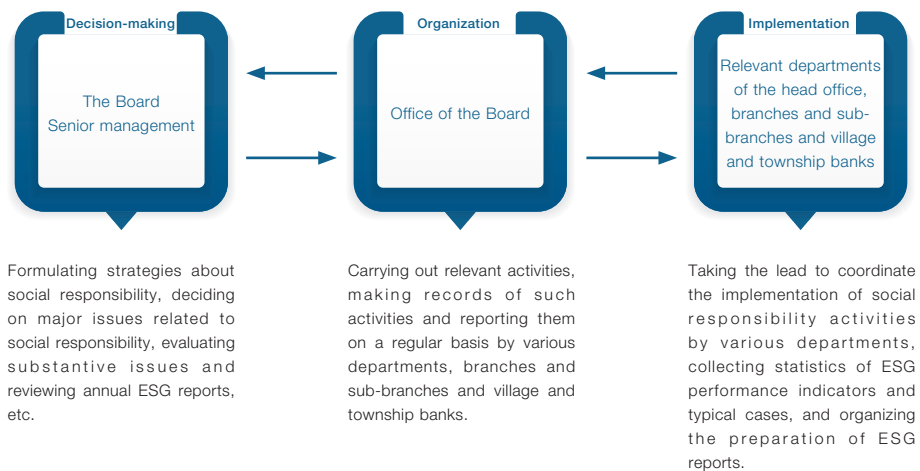 Decision-making
The Board
Senior management
Formulating strategies about
social responsibility, deciding
on major issues related to
social responsibility, evaluating
substantive issues and
reviewing annual ESG reports,
etc.
Organization
Office of the Board
Carrying out relevant activities,
making records of such
activities and reporting them
on a regular basis by various
departments, branches and
sub-branches and village and
township banks.
Implementation
Relevant departments
of the head office,
branches and sub-
branches and village
and township banks
Taking the lead to coordinate
the implementation of social
responsibility activities
by various departments,
collecting statistics of ESG
performance indicators and
typical cases, and organizing
the preparation of ESG
reports.